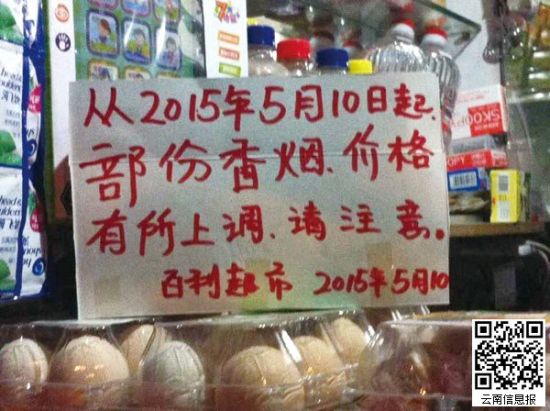 从2015年5月10日起.
部份香烟、价格
有所上调、请注意。
百利超市 2015年5月10
SKOOP
云南信息报